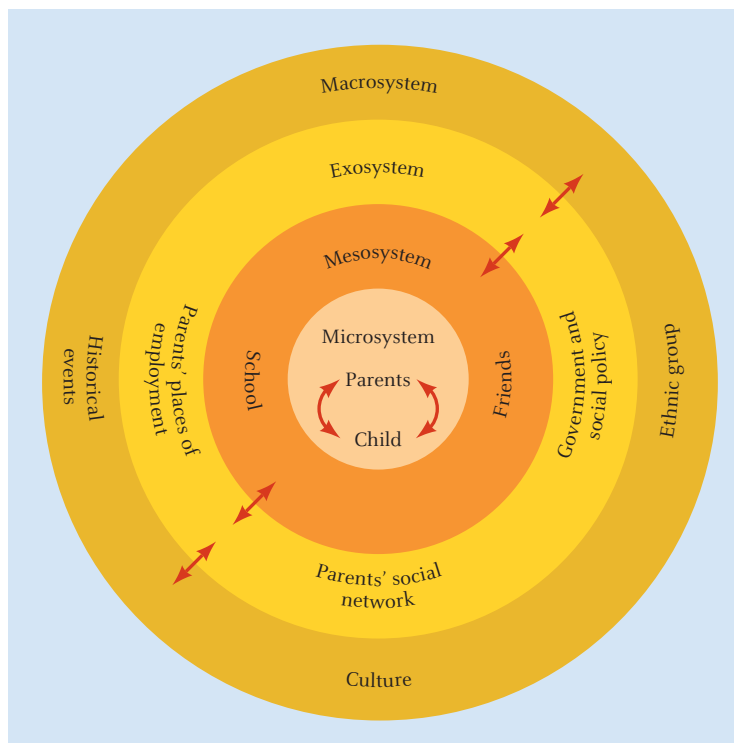 Macrosystem
Exosystem
Mesosystem
Microsystem
Parents
Child
School
Friends
Parents’ places of
employment
Government and
social policy
Parents’ social
network
Historical
events
Ethnic group
Culture